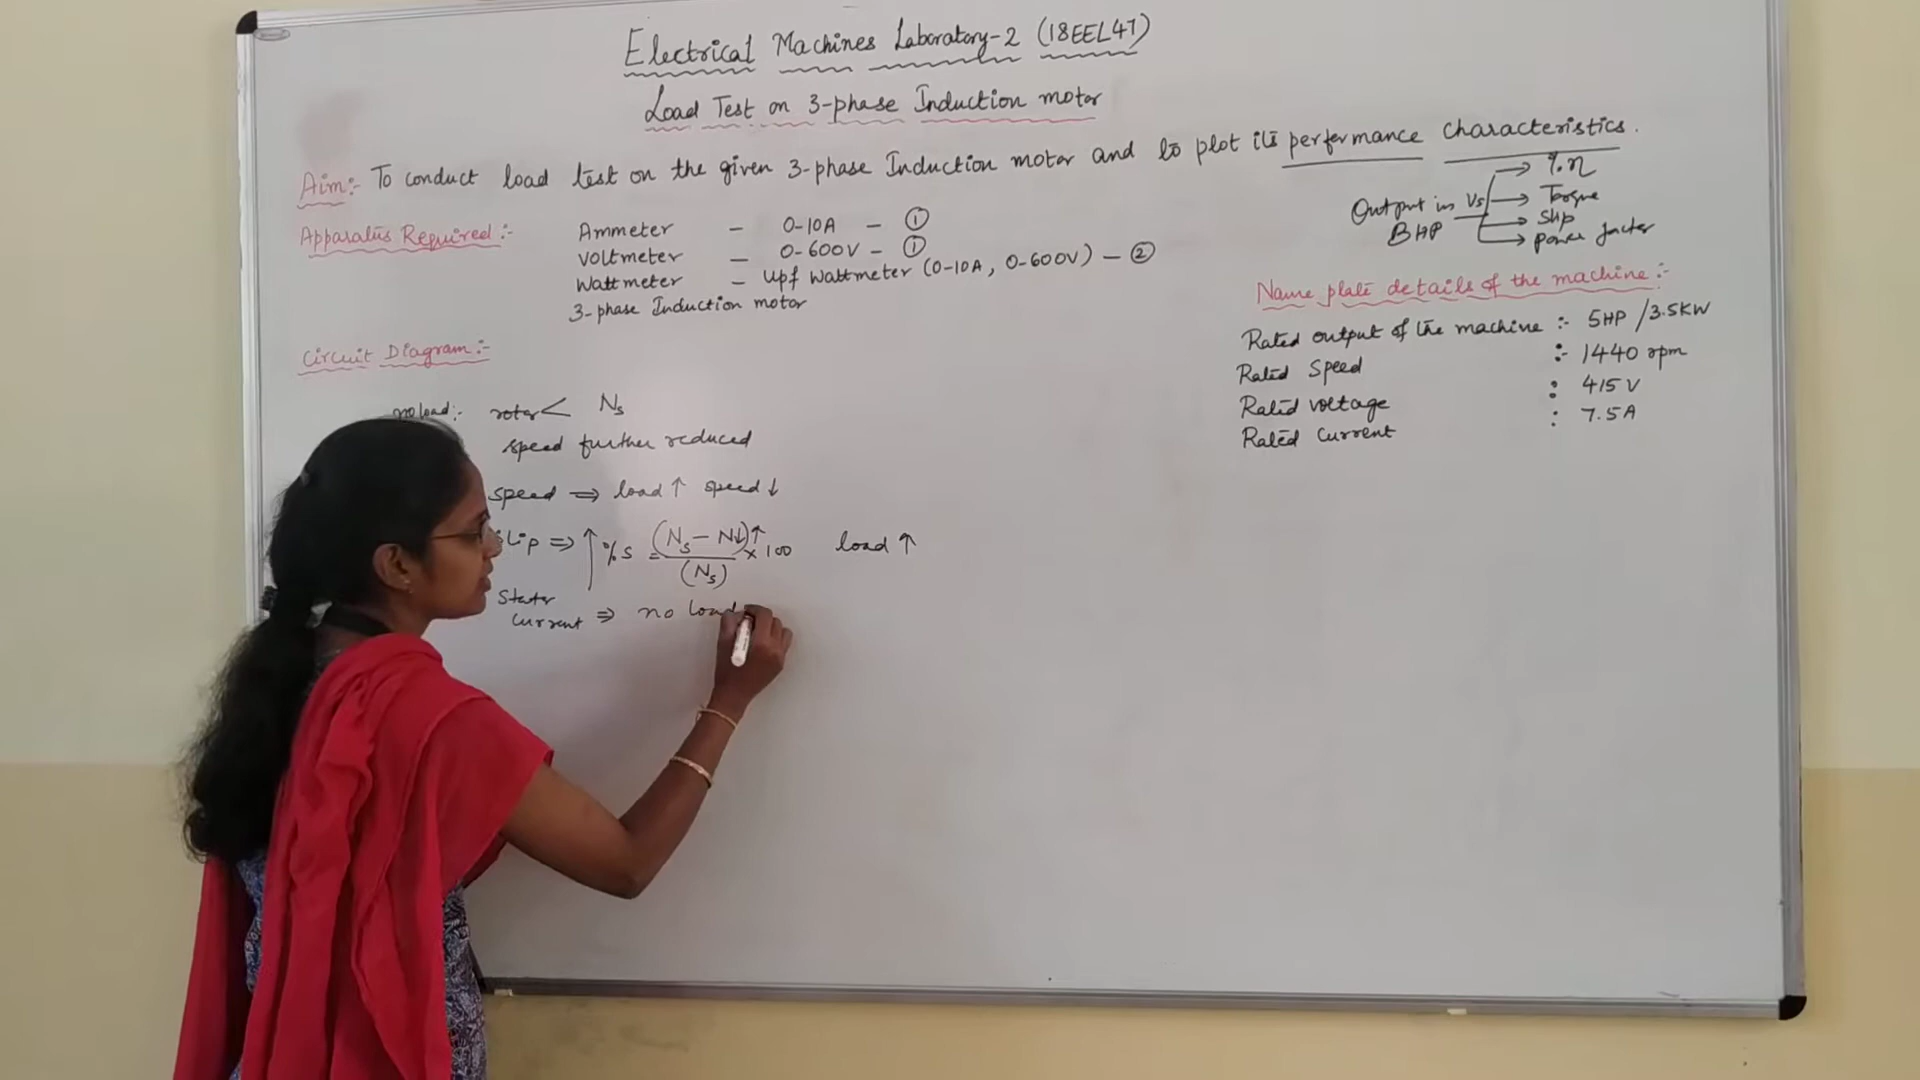 Electrical Machines Laboratory-2 (18EEL47)
Load Test on 3-phase Induction motor
Aim:- To conduct load test on the given 3-phase Induction motor and to plot its performance characteristics.
Output in BHP Vs
%η
Torque
Slip
Power factor
Apparatus Required :-
Ammeter - 0-10A - ①
Voltmeter - 0-600V - ①
Wattmeter - upf Wattmeter (0-10A, 0-600V) - ②
3-phase Induction motor
Name plate details of the machine :-
Rated output of the machine :- 5HP /3.5KW
Rated Speed :- 1440 rpm
Rated voltage : 415 V
Rated Current : 7.5A
Circuit Diagram:-
no load :- rotor < Ns
speed further reduced
speed ⇒ load ↑ speed ↓
slip ⇒ ↑ %s = (Ns - N↓)↑ / (Ns) × 100 load ↑
Stator
Current ⇒ no load